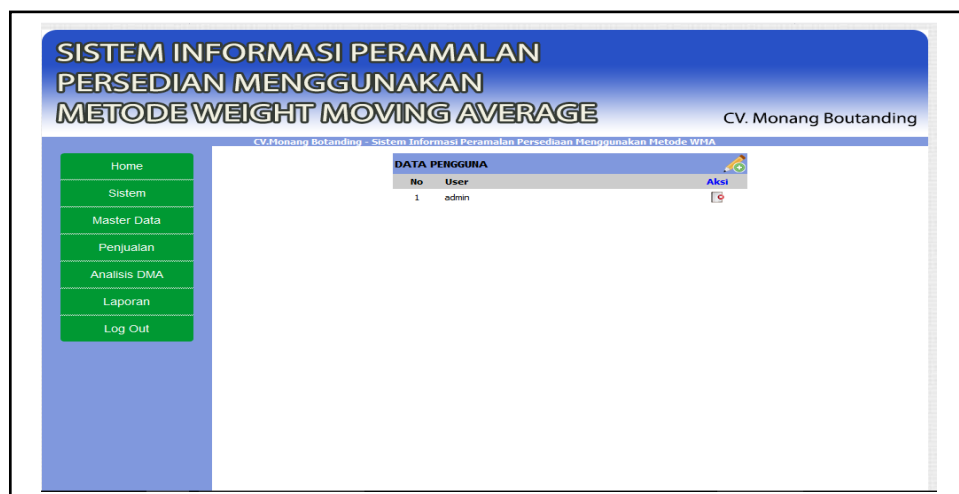 SISTEM INFORMASI PERAMALAN
PERSEDIAN MENGGUNAKAN
METODE WEIGHT MOVING AVERAGE
CV. Monang Boutanding
CV.Monang Botanding - Sistem Informasi Peramalan Persediaan Menggunakan Metode WMA
Home
Sistem
Master Data
Penjualan
Analisis DMA
Laporan
Log Out
DATA PENGGUNA
No User Aksi
1 admin